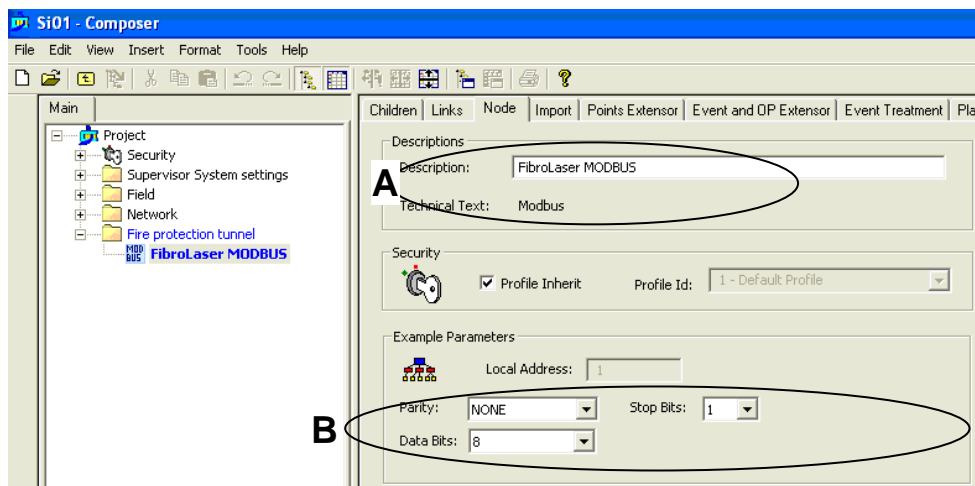 Si01 - Composer
File Edit View Insert Format Tools Help
Main
Project
Security
Supervisor System settings
Field
Network
Fire protection tunnel
MOD BUS FibroLaser MODBUS
Children Links Node Import Points Extensor Event and OP Extensor Event Treatment Pla
Descriptions
A
Description: FibroLaser MODBUS
Technical Text: Modbus
Security
Profile Inherit Profile Id: 1 - Default Profile
Example Parameters
Local Address: 1
Parity: NONE Stop Bits: 1
B
Data Bits: 8